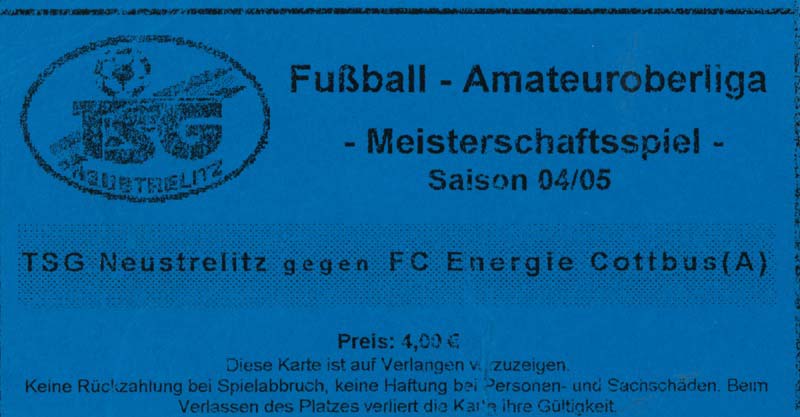 TSG
NEUSTRELITZ
Fußball - Amateuroberliga
- Meisterschaftsspiel -
Saison 04/05
TSG Neustrelitz gegen FC Energie Cottbus(A)
Preis: 4,00 €
Diese Karte ist auf Verlangen vorzuzeigen.
Keine Rückzahlung bei Spielabbruch, keine Haftung bei Personen- und Sachschäden. Beim
Verlassen des Platzes verliert die Karte ihre Gültigkeit.